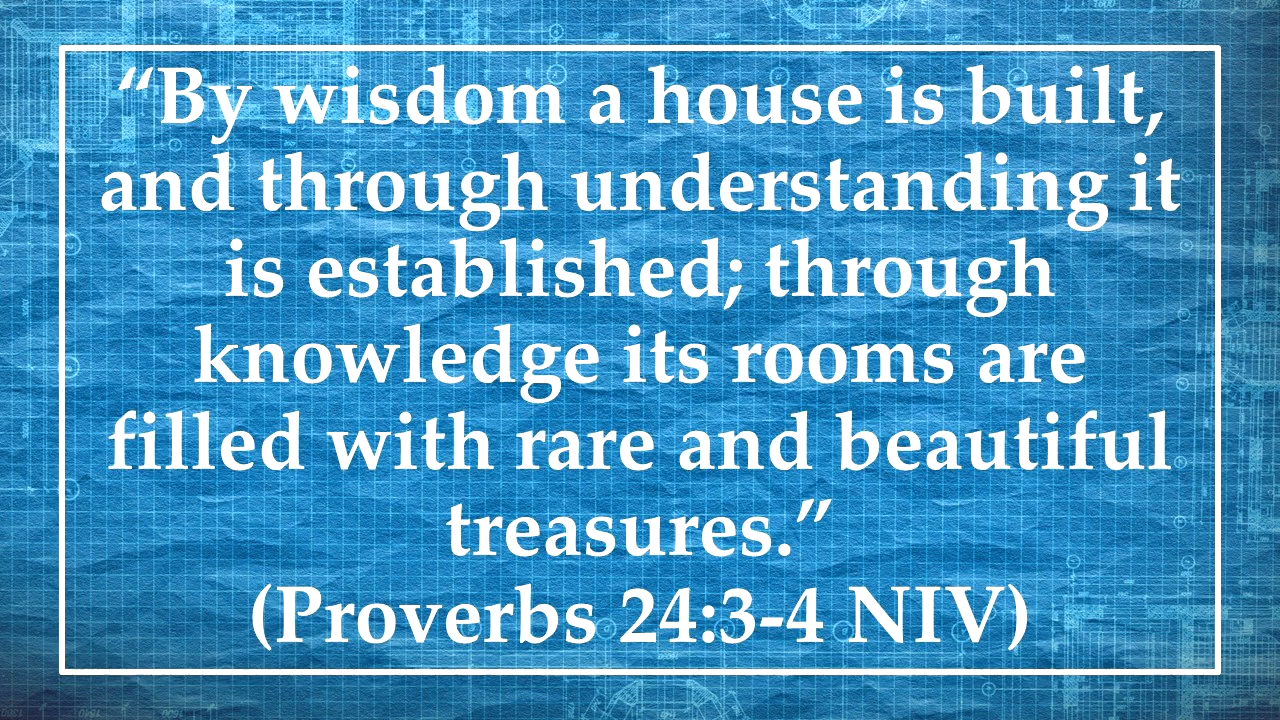 “By wisdom a house is built,
and through understanding it
is established; through
knowledge its rooms are
filled with rare and beautiful
treasures.”
(Proverbs 24:3-4 NIV)